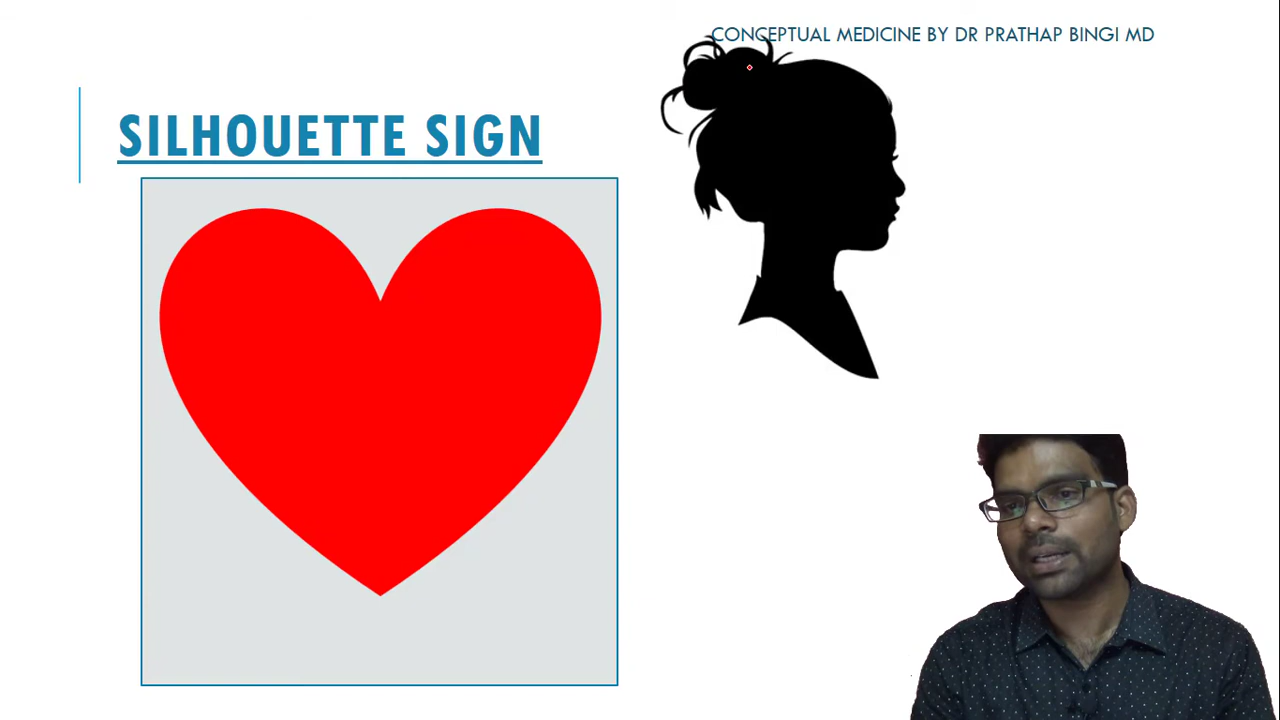 CONCEPTUAL MEDICINE BY DR PRATHAP BINGI MD
SILHOUETTE SIGN